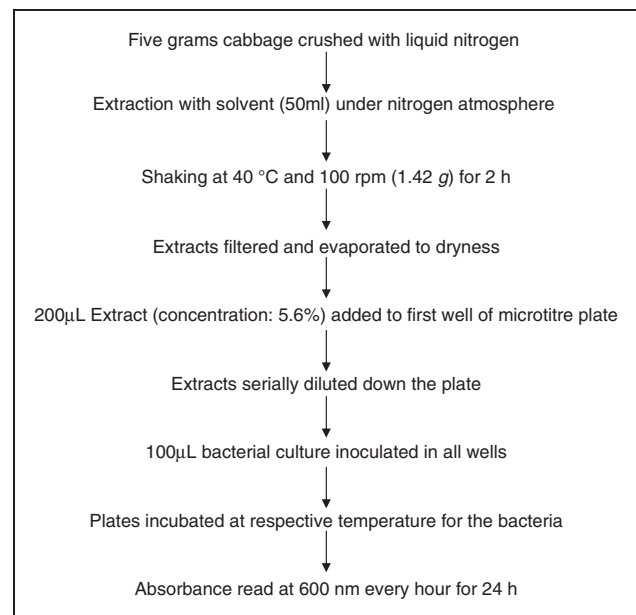 Five grams cabbage crushed with liquid nitrogen
Extraction with solvent (50ml) under nitrogen atmosphere
Shaking at 40 °C and 100 rpm (1.42 g) for 2 h
Extracts filtered and evaporated to dryness
200μL Extract (concentration: 5.6%) added to first well of microtitre plate
Extracts serially diluted down the plate
100μL bacterial culture inoculated in all wells
Plates incubated at respective temperature for the bacteria
Absorbance read at 600 nm every hour for 24 h